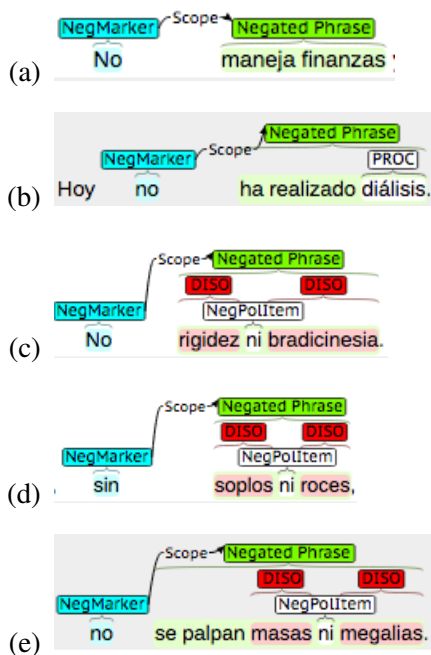 NegMarker Scope Negated Phrase
(a) No maneja finanzas
Negated Phrase
NegMarker Scope PROC
(b) Hoy no ha realizado diálisis.
Scope Negated Phrase
DISO DISO
NegMarker NegPolItem
(c) No rigidez ni bradicinesia.
Scope Negated Phrase
DISO DISO
NegMarker NegPolItem
(d) , sin soplos ni roces,
Scope Negated Phrase
DISO DISO
NegMarker NegPolItem
(e) no se palpan masas ni megalias.